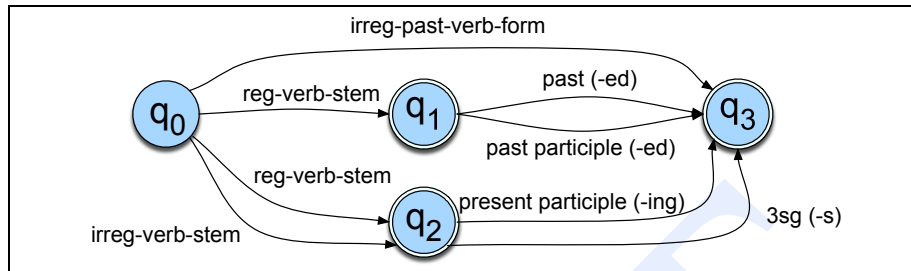 irreg-past-verb-form
reg-verb-stem
past (-ed)
q0
q1
q3
past participle (-ed)
reg-verb-stem
present participle (-ing)
3sg (-s)
irreg-verb-stem
q2